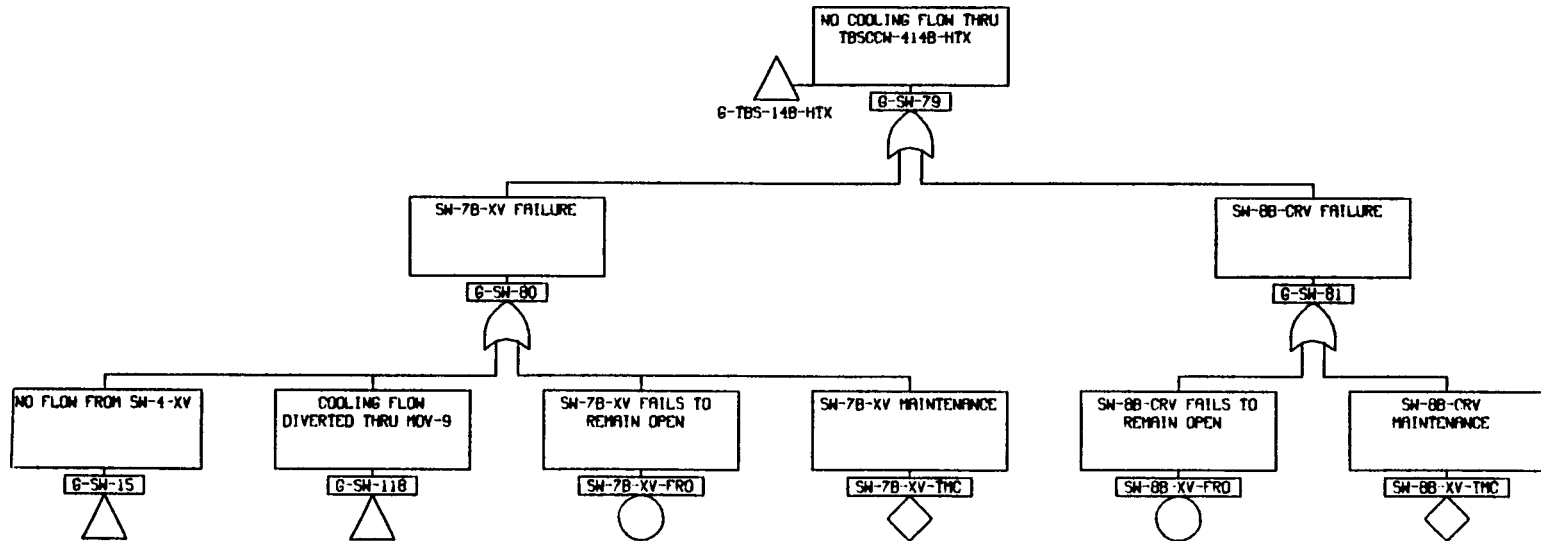 NO COOLING FLOW THRU
TBSCCW-414B-HTX
G-TBS-14B-HTX
G-SW-79
SW-7B-XV FAILURE
SW-8B-CRV FAILURE
G-SW-80
G-SW-81
NO FLOW FROM SW-4-XV
COOLING FLOW
DIVERTED THRU MOV-9
SW-7B-XV FAILS TO
REMAIN OPEN
SW-7B-XV MAINTENANCE
SW-8B-CRV FAILS TO
REMAIN OPEN
SW-8B-CRV
MAINTENANCE
G-SW-15
G-SW-118
SW-7B-XV-FRO
SW-7B-XV-TMC
SW-8B-XV-FRO
SW-8B-XV-TMC